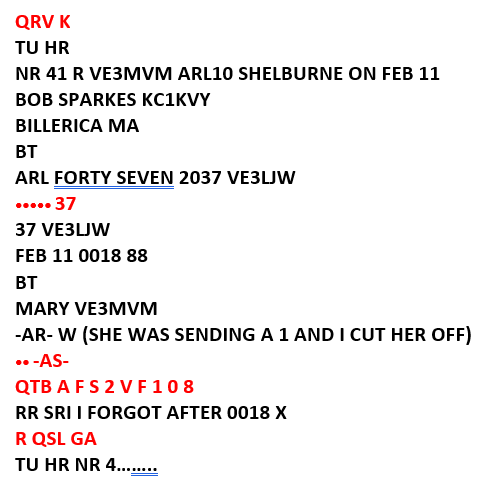 QRV K
TU HR
NR 41 R VE3MVM ARL10 SHELBURNE ON FEB 11
BOB SPARKES KC1KVY
BILLERICA MA
BT
ARL FORTY SEVEN 2037 VE3LJW
••••• 37
37 VE3LJW
FEB 11 0018 88
BT
MARY VE3MVM
-AR- W (SHE WAS SENDING A 1 AND I CUT HER OFF)
•• -AS-
QTB A F S 2 V F 1 0 8
RR SRI I FORGOT AFTER 0018 X
R QSL GA
TU HR NR 4........